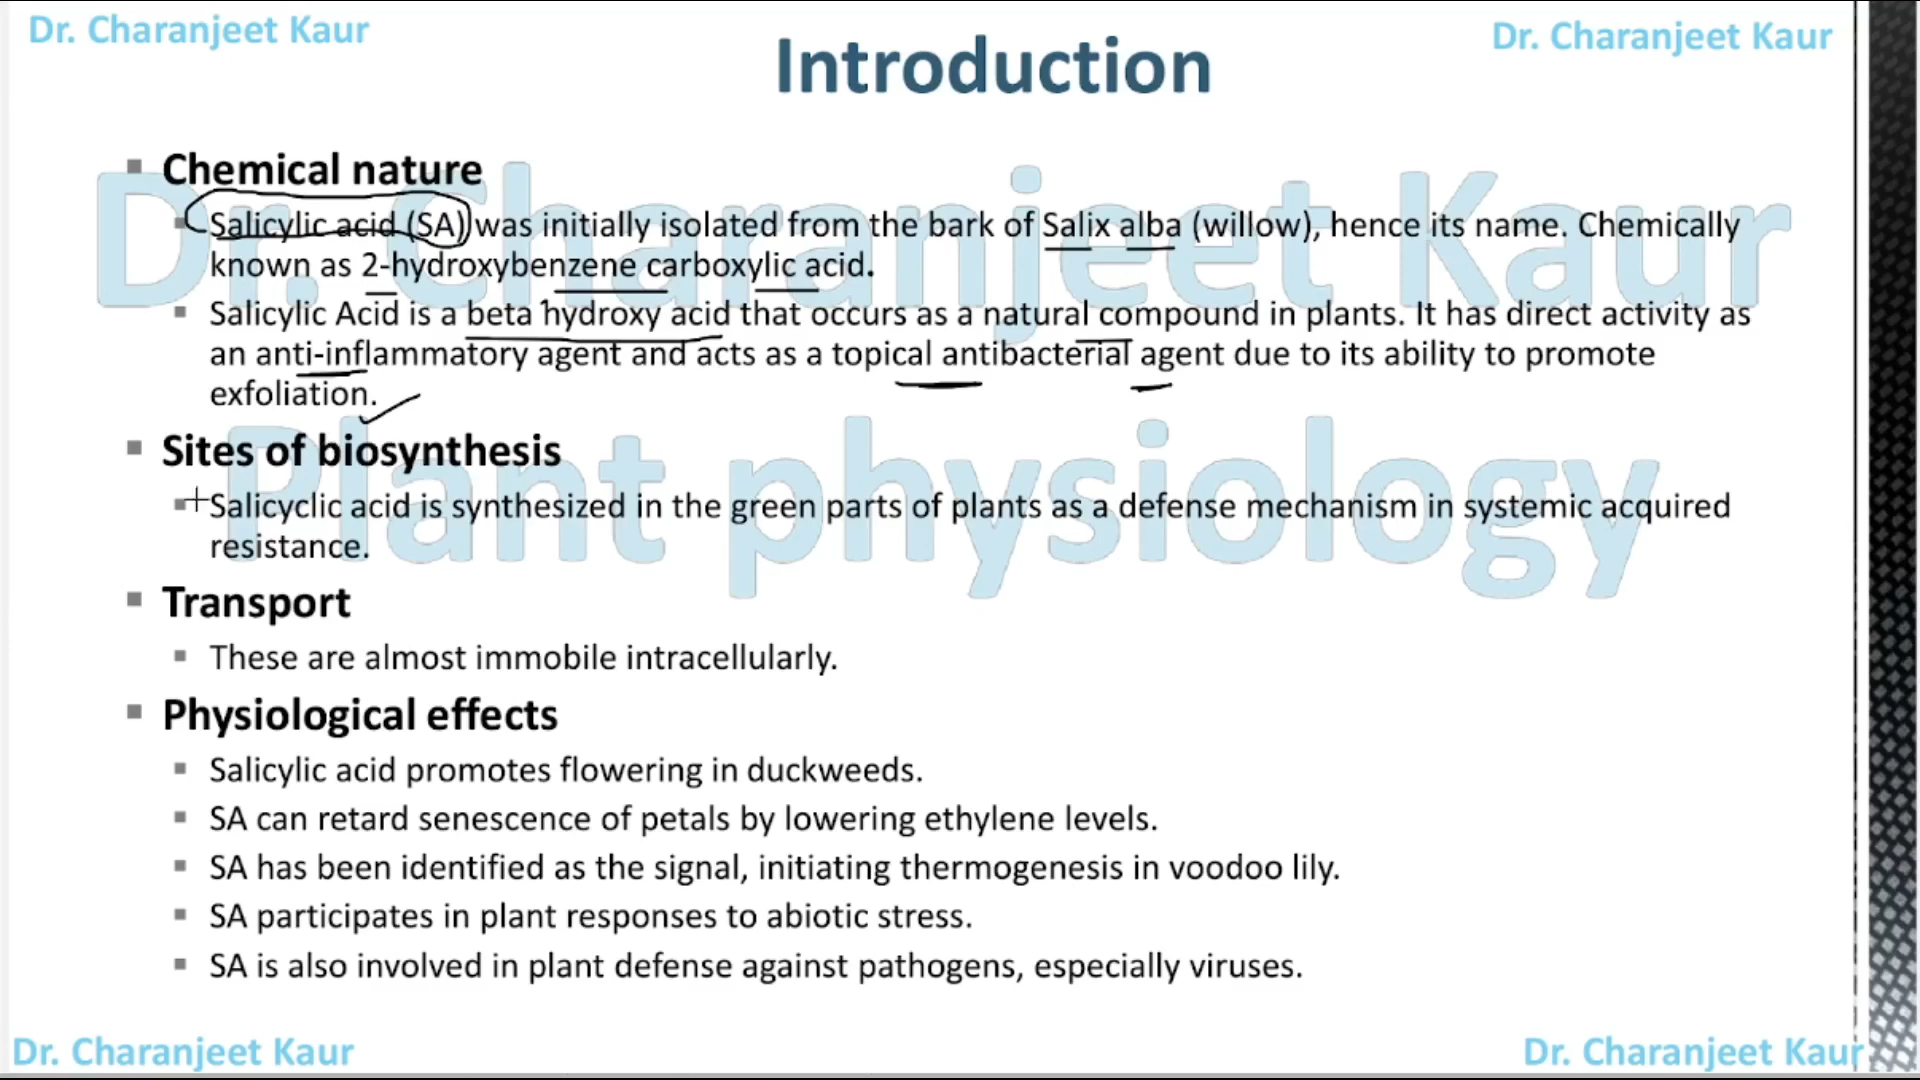 Dr. Charanjeet Kaur
Dr. Charanjeet Kaur
Introduction
Chemical nature
Salicylic acid (SA) was initially isolated from the bark of Salix alba (willow), hence its name. Chemically
known as 2-hydroxybenzene carboxylic acid.
Salicylic Acid is a beta hydroxy acid that occurs as a natural compound in plants. It has direct activity as
an anti-inflammatory agent and acts as a topical antibacterial agent due to its ability to promote
exfoliation.
Dr. Charanjeet Kaur
Sites of biosynthesis
Salicyclic acid is synthesized in the green parts of plants as a defense mechanism in systemic acquired
resistance.
Plant physiology
Transport
These are almost immobile intracellularly.
Physiological effects
Salicylic acid promotes flowering in duckweeds.
SA can retard senescence of petals by lowering ethylene levels.
SA has been identified as the signal, initiating thermogenesis in voodoo lily.
SA participates in plant responses to abiotic stress.
SA is also involved in plant defense against pathogens, especially viruses.
Dr. Charanjeet Kaur
Dr. Charanjeet Kaur